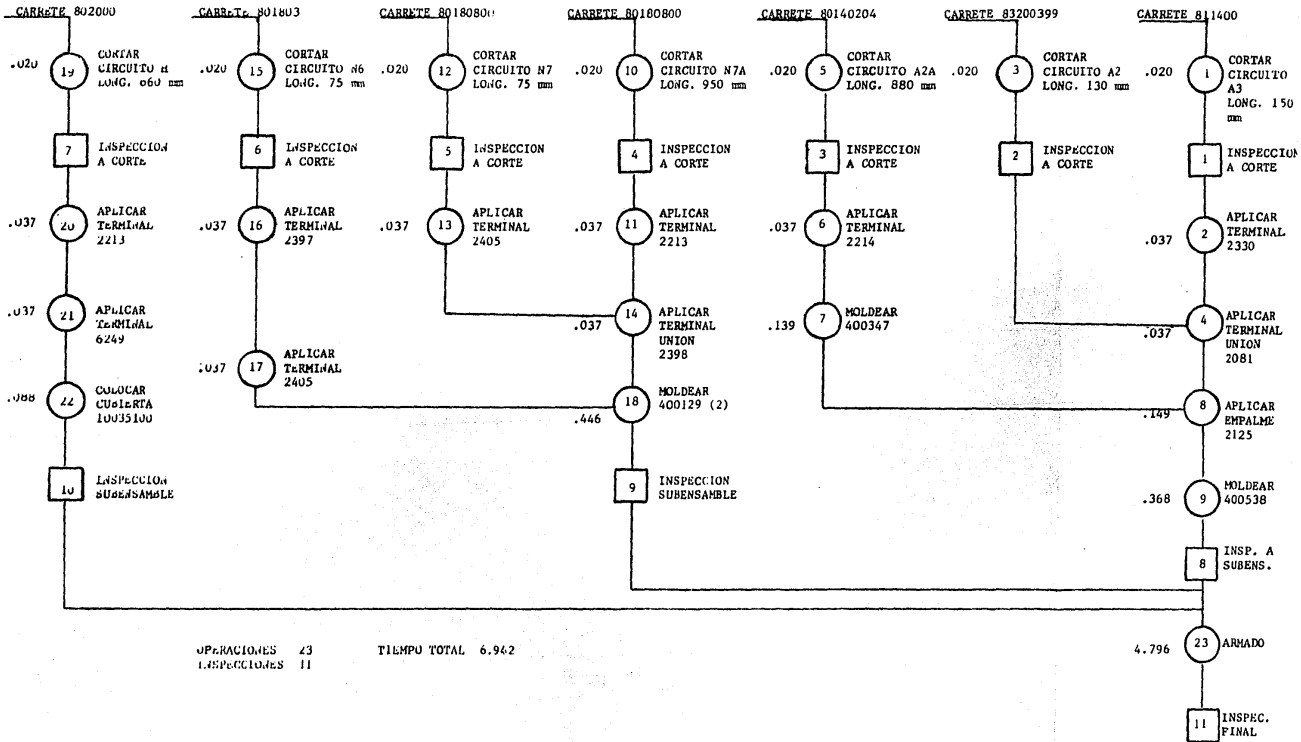 CARRETE 802000
.020
19
CORTAR
CIRCUITO H
LONG. 660 mm
7
INSPECCION
A CORTE
.037
20
APLICAR
TERMINAL
2213
.037
21
APLICAR
TERMINAL
6249
.088
22
COLOCAR
CUBIERTA
10035100
10
INSPECCION
SUBENSAMBLE
CARRETE 801803
.020
15
CORTAR
CIRCUITO N6
LONG. 75 mm
6
INSPECCION
A CORTE
.037
16
APLICAR
TERMINAL
2397
.037
17
APLICAR
TERMINAL
2405
CARRETE 80180800
.020
12
CORTAR
CIRCUITO N7
LONG. 75 mm
5
INSPECCION
A CORTE
.037
13
APLICAR
TERMINAL
2405
CARRETE 80180800
.020
10
CORTAR
CIRCUITO N7A
LONG. 950 mm
4
INSPECCION
A CORTE
.037
11
APLICAR
TERMINAL
2213
.037
14
APLICAR
TERMINAL
UNION
2398
.446
18
MOLDEAR
400129 (2)
9
INSPECCION
SUBENSAMBLE
CARRETE 80140204
.020
5
CORTAR
CIRCUITO A2A
LONG. 880 mm
3
INSPECCION
A CORTE
.037
6
APLICAR
TERMINAL
2214
.139
7
MOLDEAR
400347
CARRETE 83200399
.020
3
CORTAR
CIRCUITO A2
LONG. 130 mm
2
INSPECCION
A CORTE
CARRETE 811400
.020
1
CORTAR
CIRCUITO
A3
LONG. 150
mm
1
INSPECCION
A CORTE
.037
2
APLICAR
TERMINAL
2330
.037
4
APLICAR
TERMINAL
UNION
2081
.149
8
APLICAR
EMPALME
2125
.368
9
MOLDEAR
400538
8
INSP. A
SUBENS.
4.796
23
ARMADO
11
INSPEC.
FINAL
OPERACIONES 23
INSPECCIONES 11
TIEMPO TOTAL 6.942